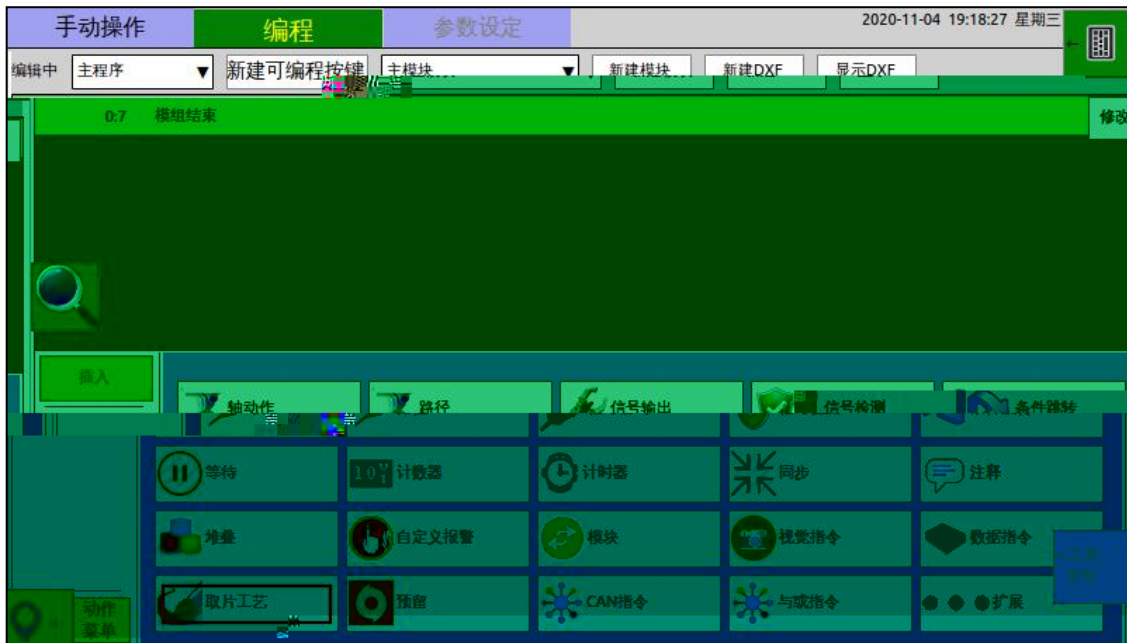 手动操作 编程 参数设定 2020-11-04 19:18:27 星期三
编辑中 主程序 新建可编程按键 主模块 新建模块 新建DXF 显示DXF
0:7 模组结束 修改
插入
轴动作 路径 信号输出 信号检测 条件跳转
等待 计数器 计时器 同步 注释
堆叠 自定义报警 模块 视觉指令 数据指令
取片工艺 预留 CAN指令 与或指令 扩展
动作
菜单